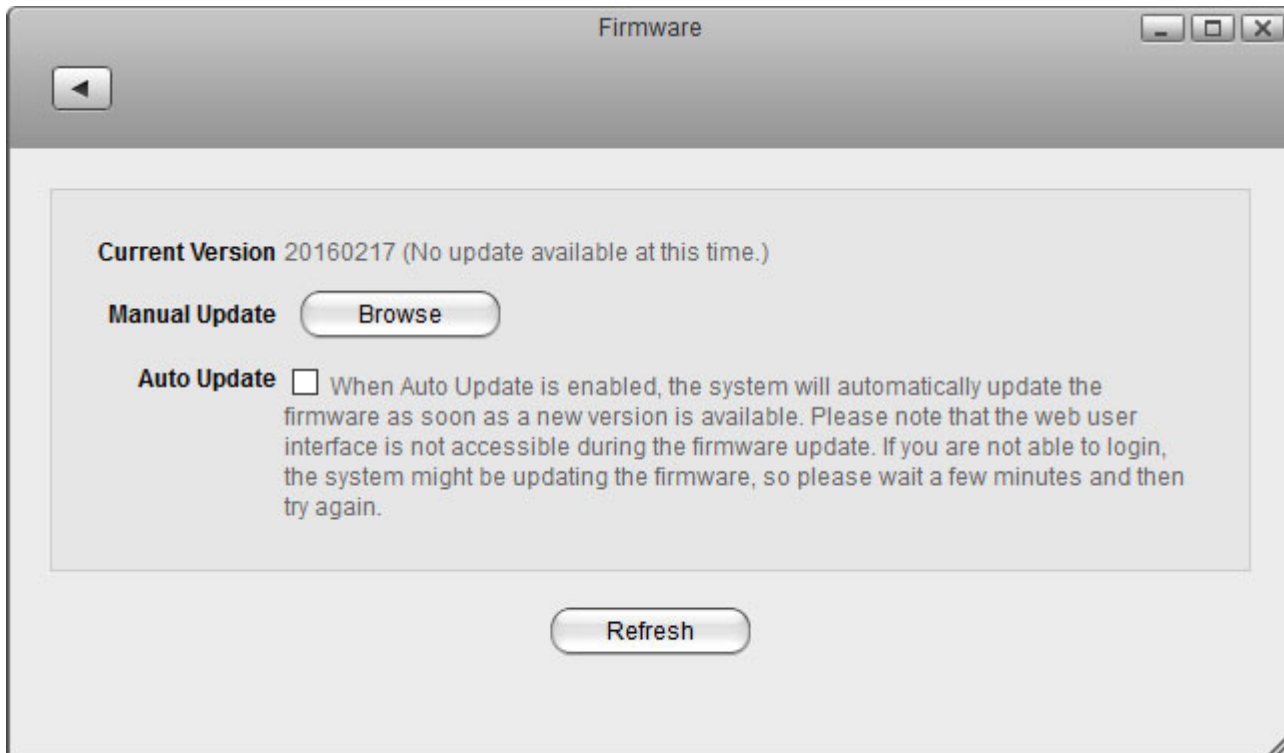 Firmware
Current Version 20160217 (No update available at this time.)
Manual Update Browse
Auto Update When Auto Update is enabled, the system will automatically update the
firmware as soon as a new version is available. Please note that the web user
interface is not accessible during the firmware update. If you are not able to login,
the system might be updating the firmware, so please wait a few minutes and then
try again.
Refresh